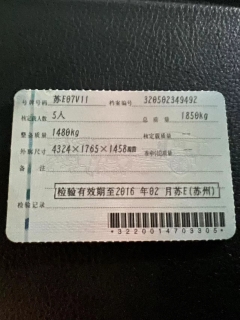 号牌号码 苏E07V11 档案编号 320502349492
核定载人数 5人 总质量 1850kg
整备质量 1480kg 核定载质量 --
外廓尺寸 4324×1765×1458mm 准牵引总质量 --
备注
检验有效期至2016年02月苏E(苏州)
检验记录
*3220014709305*